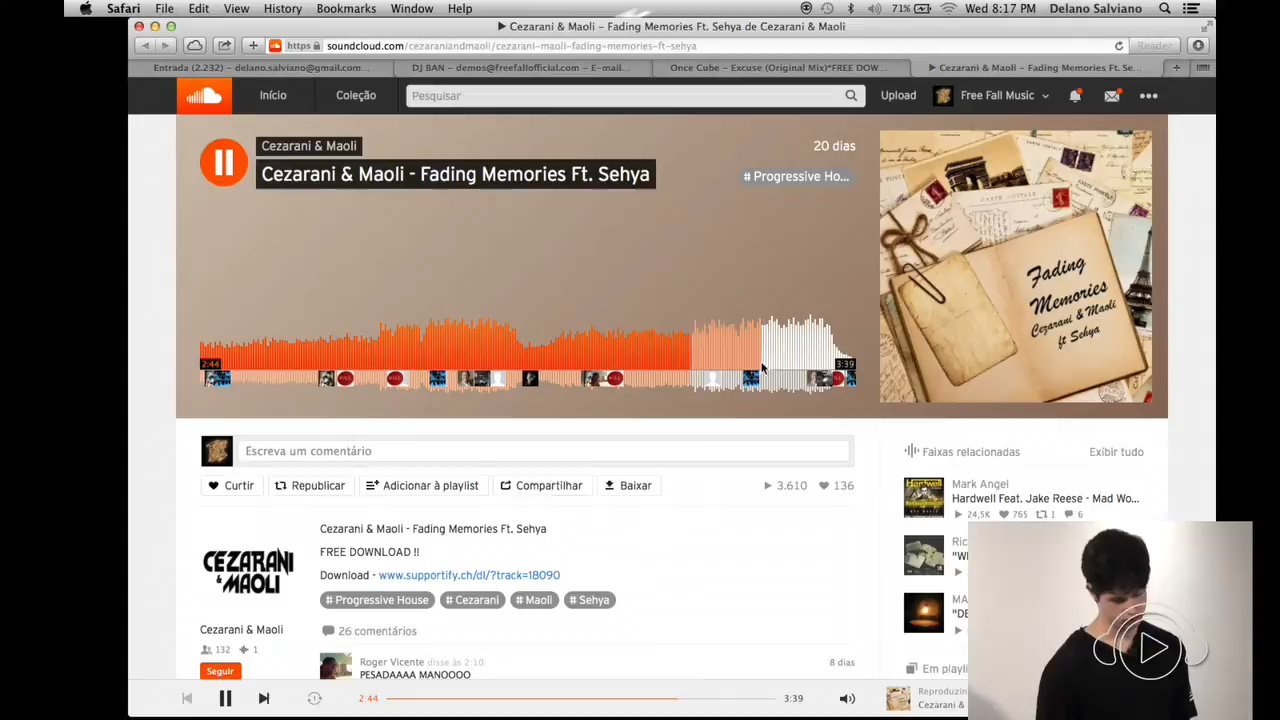 Safari File Edit View History Bookmarks Window Help 71% Wed 8:17 PM Delano Salviano
Cezarani & Maoli – Fading Memories Ft. Sehya de Cezarani & Maoli
https soundcloud.com/cezaraniandmaoli/cezarani-maoli-fading-memories-ft-sehya Reader
Entrada (2.232) – delano.salviano@gmail.com... DJ BAN – demos@freefallofficial.com – E-mail... Once Cube – Excuse (Original Mix)*FREE DOW... ▶ Cezarani & Maoli – Fading Memories Ft. Se...
Início Coleção Pesquisar Upload Free Fall Music •••
Cezarani & Maoli 20 dias
Cezarani & Maoli - Fading Memories Ft. Sehya # Progressive Ho...
Fading
Memories
Cezarani & Maoli
ft Sehya
2:44 3:39
Escreva um comentário
Faixas relacionadas Exibir tudo
Curtir Republicar Adicionar à playlist Compartilhar Baixar 3.610 136
Mark Angel
Hardwell Feat. Jake Reese - Mad Wo...
24,5K 765 1 6
Cezarani & Maoli - Fading Memories Ft. Sehya
FREE DOWNLOAD !!
Download - www.supportify.ch/dl/?track=18090
# Progressive House # Cezarani # Maoli # Sehya
CEZARANI
& MAOLI
Cezarani & Maoli
132 1
Seguir
26 comentários
Roger Vicente disse às 2:10: 8 dias
PESADAAAA MANOOOO
Em playli
2:44 3:39
Reproduzin
Cezarani &